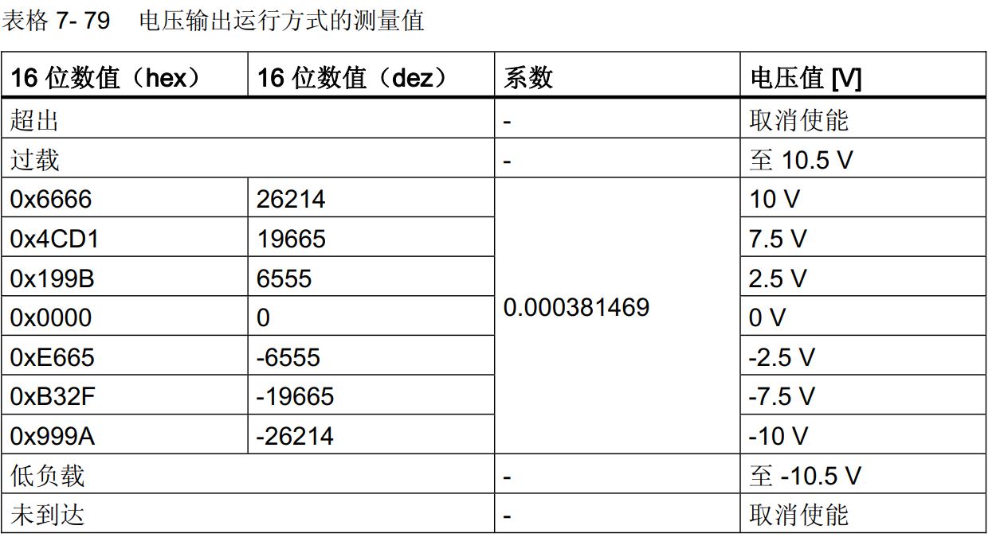 表格 7- 79 电压输出运行方式的测量值
16 位数值（hex） 16 位数值（dez） 系数 电压值 [V]
超出 - 取消使能
过载 - 至 10.5 V
0x6666 26214 10 V
0x4CD1 19665 7.5 V
0x199B 6555 2.5 V
0x0000 0 0.000381469 0 V
0xE665 -6555 -2.5 V
0xB32F -19665 -7.5 V
0x999A -26214 -10 V
低负载 - 至 -10.5 V
未到达 - 取消使能